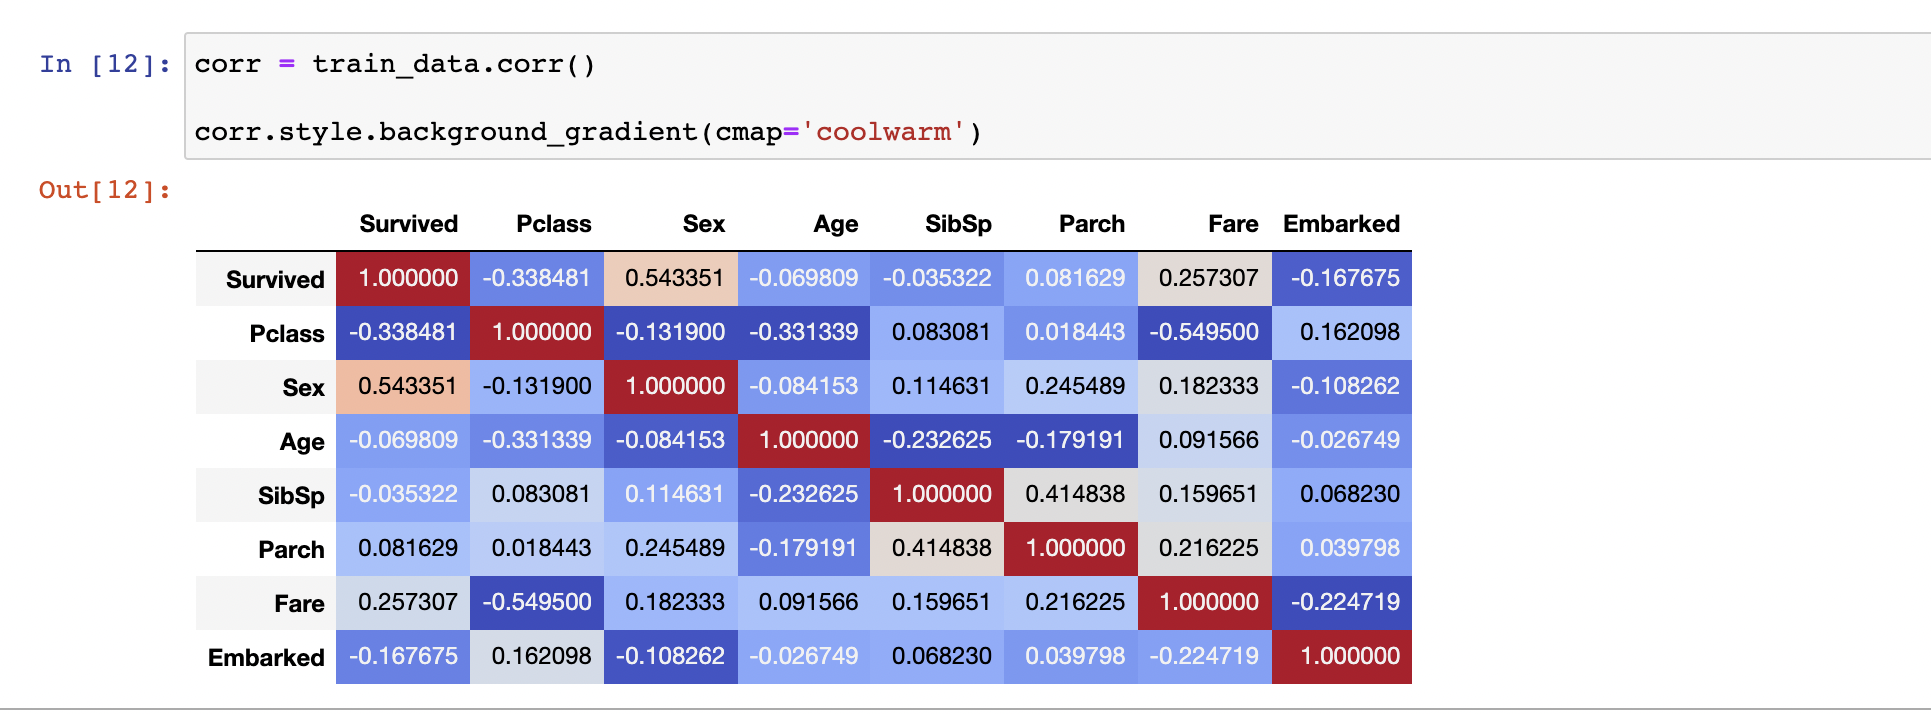 In [12]: corr = train_data.corr()
corr.style.background_gradient(cmap='coolwarm')
Out[12]:
Survived Pclass Sex Age SibSp Parch Fare Embarked
Survived 1.000000 -0.338481 0.543351 -0.069809 -0.035322 0.081629 0.257307 -0.167675
Pclass -0.338481 1.000000 -0.131900 -0.331339 0.083081 0.018443 -0.549500 0.162098
Sex 0.543351 -0.131900 1.000000 -0.084153 0.114631 0.245489 0.182333 -0.108262
Age -0.069809 -0.331339 -0.084153 1.000000 -0.232625 -0.179191 0.091566 -0.026749
SibSp -0.035322 0.083081 0.114631 -0.232625 1.000000 0.414838 0.159651 0.068230
Parch 0.081629 0.018443 0.245489 -0.179191 0.414838 1.000000 0.216225 0.039798
Fare 0.257307 -0.549500 0.182333 0.091566 0.159651 0.216225 1.000000 -0.224719
Embarked -0.167675 0.162098 -0.108262 -0.026749 0.068230 0.039798 -0.224719 1.000000